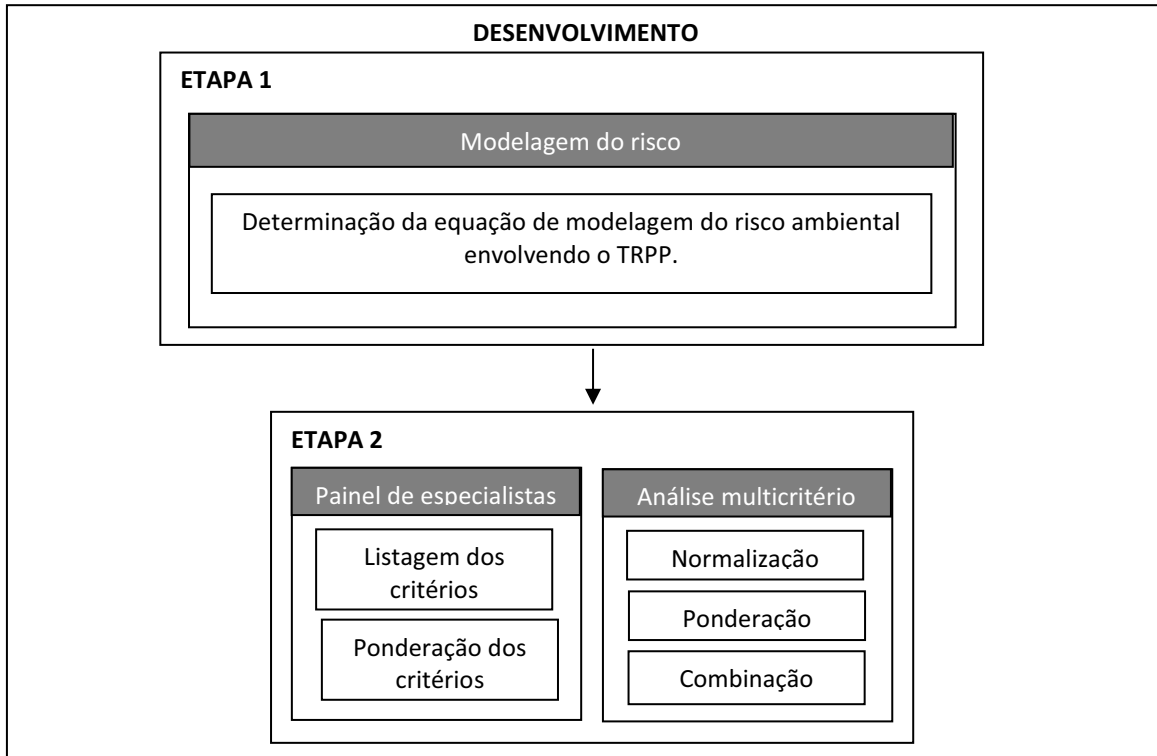 DESENVOLVIMENTO
ETAPA 1
Modelagem do risco
Determinação da equação de modelagem do risco ambiental
envolvendo o TRPP.
ETAPA 2
Painel de especialistas
Listagem dos
critérios
Ponderação dos
critérios
Análise multicritério
Normalização
Ponderação
Combinação